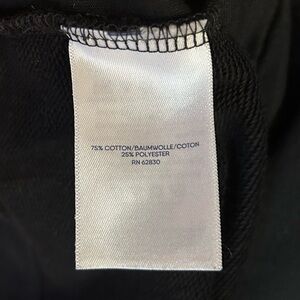 75% COTTON/BAUMWOLLE/COTON
25% POLYESTER
RN 62830